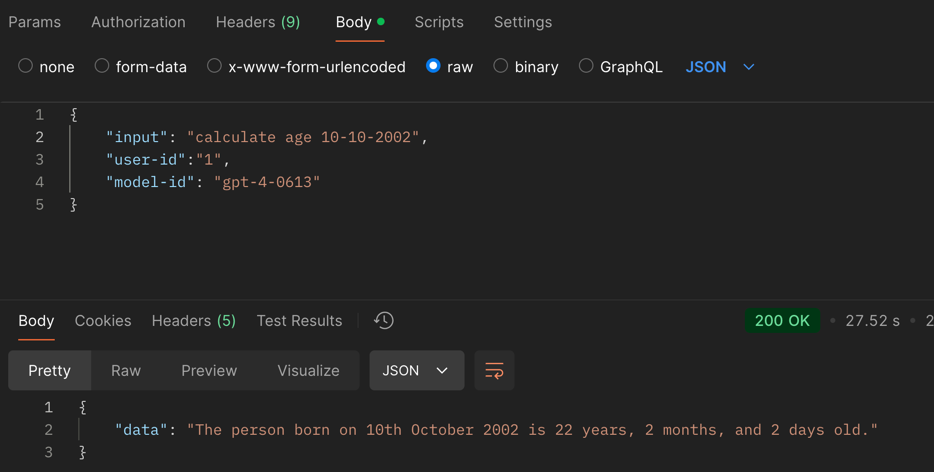 Params Authorization Headers (9) Body Scripts Settings
none form-data x-www-form-urlencoded raw binary GraphQL JSON
1 {
2 "input": "calculate age 10-10-2002",
3 "user-id":"1",
4 "model-id": "gpt-4-0613"
5 }
Body Cookies Headers (5) Test Results 200 OK • 27.52 s • 2
Pretty Raw Preview Visualize JSON
1 {
2 "data": "The person born on 10th October 2002 is 22 years, 2 months, and 2 days old."
3 }